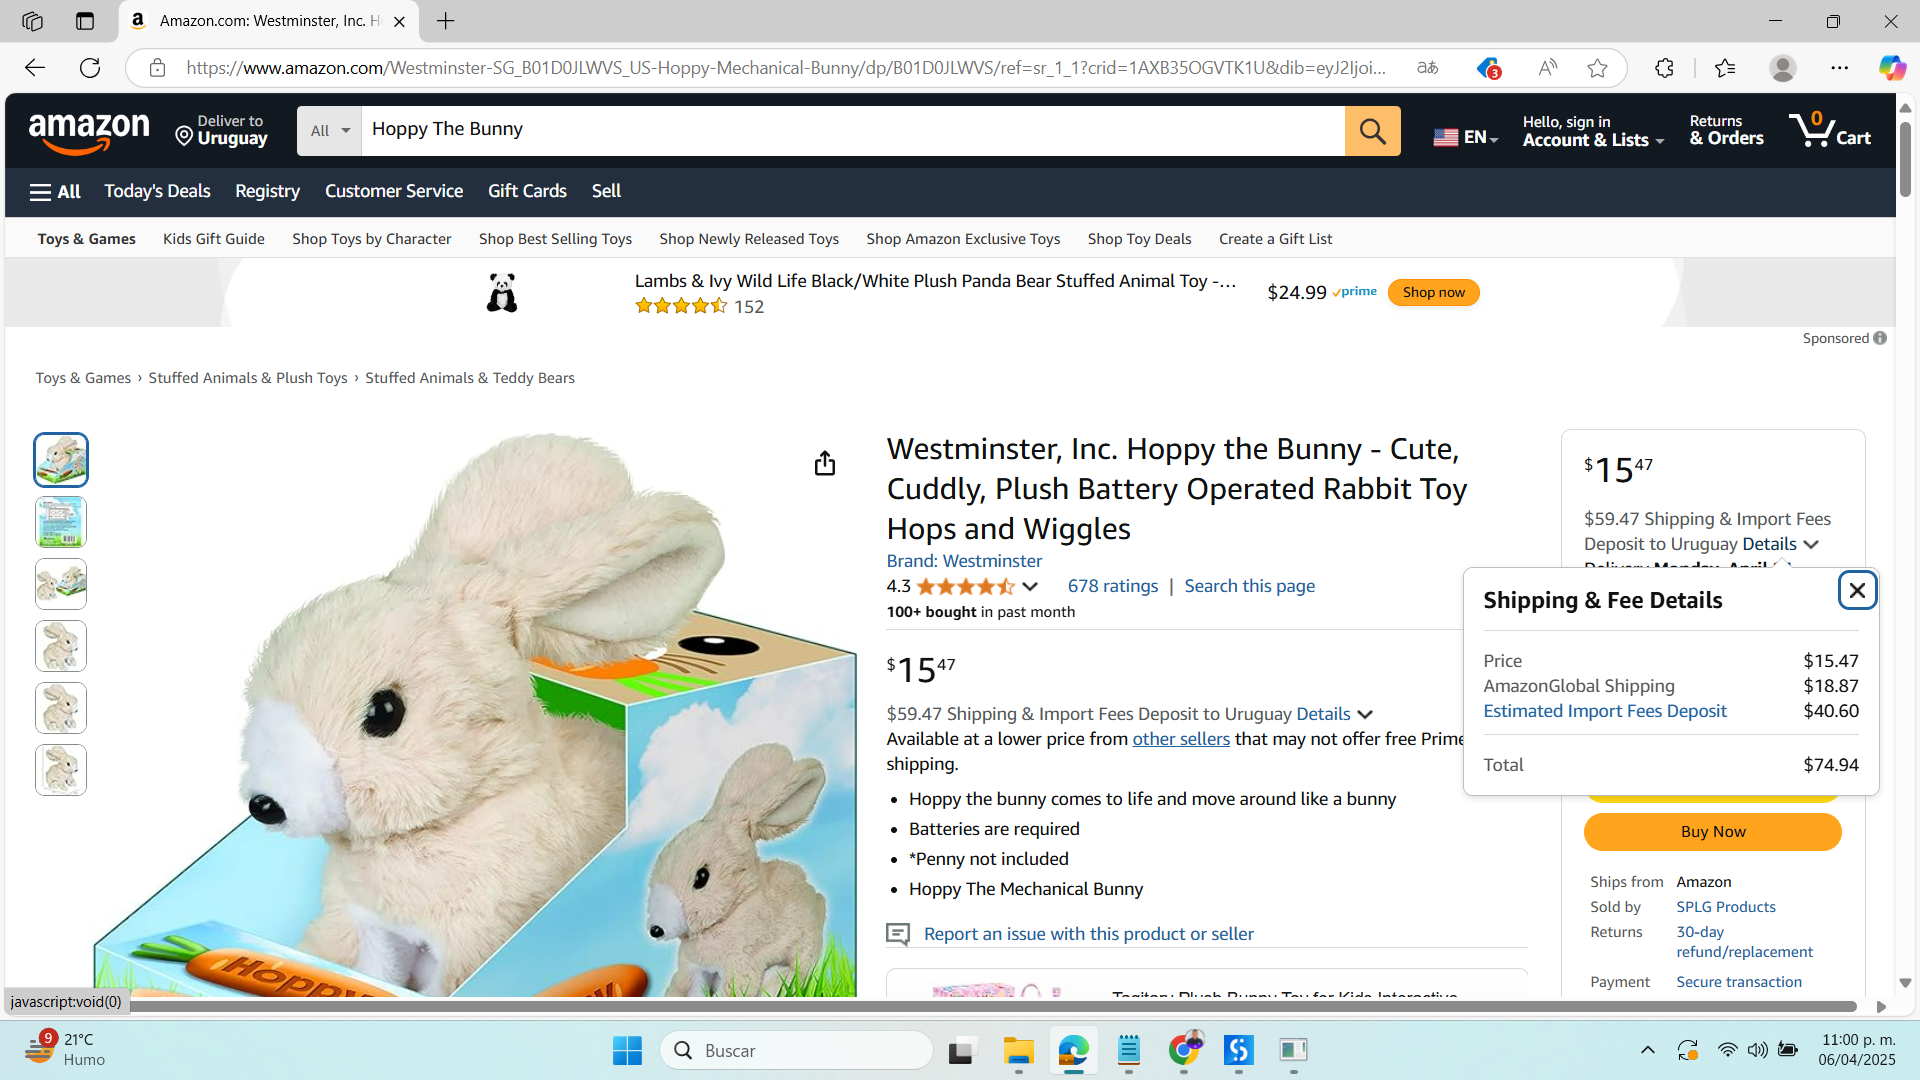 Amazon.com: Westminster, Inc. H
https://www.amazon.com/Westminster-SG_B01D0JLWVS_US-Hoppy-Mechanical-Bunny/dp/B01D0JLWVS/ref=sr_1_1?crid=1AXB35OGVTK1U&dib=eyJ2Ijoi...
3
amazon
Deliver to
Uruguay
All
Hoppy The Bunny
EN
Hello, sign in
Account & Lists
Returns
& Orders
0
Cart
All
Today's Deals
Registry
Customer Service
Gift Cards
Sell
Toys & Games
Kids Gift Guide
Shop Toys by Character
Shop Best Selling Toys
Shop Newly Released Toys
Shop Amazon Exclusive Toys
Shop Toy Deals
Create a Gift List
Lambs & Ivy Wild Life Black/White Plush Panda Bear Stuffed Animal Toy -...
152
$24.99
prime
Shop now
Sponsored
Toys & Games › Stuffed Animals & Plush Toys › Stuffed Animals & Teddy Bears
Hoppy
Westminster, Inc. Hoppy the Bunny - Cute,
Cuddly, Plush Battery Operated Rabbit Toy
Hops and Wiggles
Brand: Westminster
4.3
678 ratings | Search this page
100+ bought in past month
$15 47
$59.47 Shipping & Import Fees Deposit to Uruguay Details
Available at a lower price from other sellers that may not offer free Prime
shipping.
• Hoppy the bunny comes to life and move around like a bunny
• Batteries are required
• *Penny not included
• Hoppy The Mechanical Bunny
Report an issue with this product or seller
$15 47
$59.47 Shipping & Import Fees
Deposit to Uruguay Details
Shipping & Fee Details
Price $15.47
AmazonGlobal Shipping $18.87
Estimated Import Fees Deposit $40.60
Total $74.94
Buy Now
Ships from Amazon
Sold by SPLG Products
Returns 30-day
refund/replacement
Payment Secure transaction
javascript:void(0)
9
21°C
Humo
Buscar
11:00 p. m.
06/04/2025